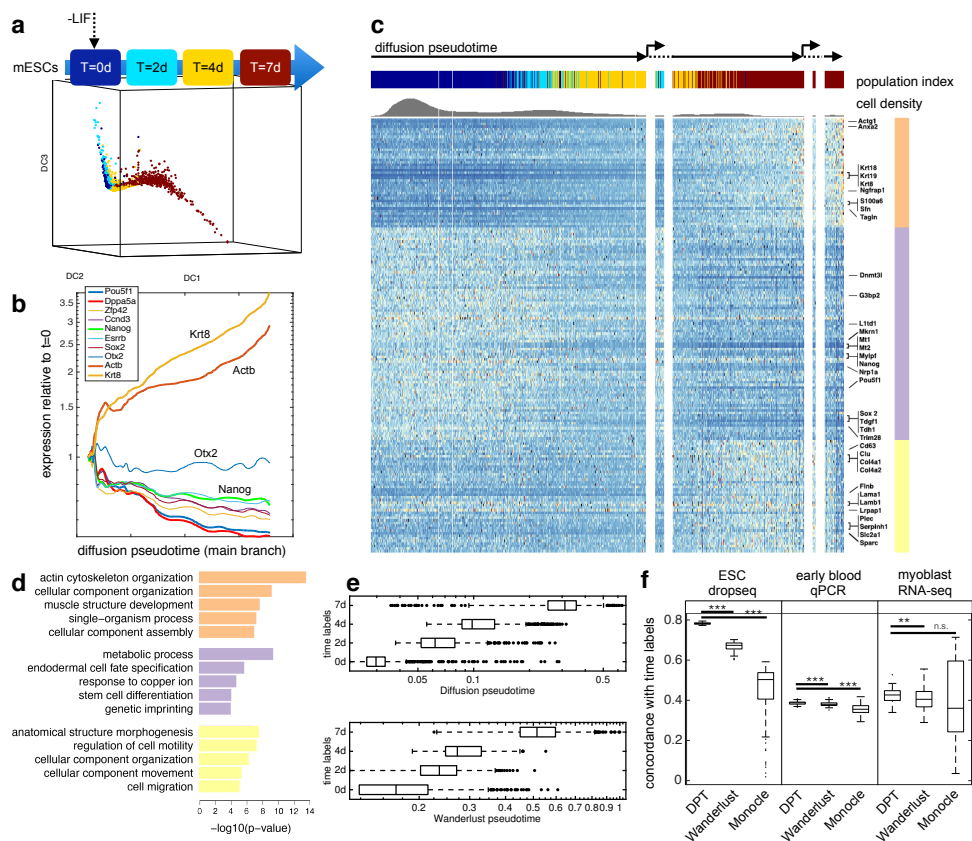 a
-LIF
mESCs
T=0d
T=2d
T=4d
T=7d
DC3
DC2
DC1
b
Pou5f1
Dppa5a
Zfp42
Ccnd3
Nanog
Esrrb
Sox2
Otx2
Actb
Krt8
3.5
3
2.5
2
1.5
1
expression relative to t=0
Krt8
Actb
Otx2
Nanog
diffusion pseudotime (main branch)
c
diffusion pseudotime
population index
cell density
Actg1
Anxa2
Krt18
Krt19
Krt8
Ngfrap1
S100a6
Sfn
Tagln
Dnmt3l
G3bp2
L1td1
Mkrn1
Mt1
Mt2
Mylpf
Nanog
Nrp1a
Pou5f1
Sox 2
Tdgf1
Tdh1
Trim28
Cd63
Clu
Col4a1
Col4a2
Flnb
Lama1
Lamb1
Lrpap1
Plec
Serpinh1
Slc2a1
Sparc
d
actin cytoskeleton organization
cellular component organization
muscle structure development
single-organism process
cellular component assembly
metabolic process
endodermal cell fate specification
response to copper ion
stem cell differentiation
genetic imprinting
anatomical structure morphogenesis
regulation of cell motility
cellular component organization
cellular component movement
cell migration
0 2 4 6 8 10 12 14
−log10(p-value)
e
time labels
7d
4d
2d
0d
0.05 0.1 0.5
Diffusion pseudotime
time labels
7d
4d
2d
0d
0.2 0.3 0.4 0.5 0.6 0.7 0.8 0.9 1
Wanderlust pseudotime
f
ESC dropseq
early blood qPCR
myoblast RNA-seq
concordance with time labels
0.8
0.6
0.4
0.2
0
*** ***
*** ***
** n.s.
DPT
Wanderlust
Monocle
DPT
Wanderlust
Monocle
DPT
Wanderlust
Monocle